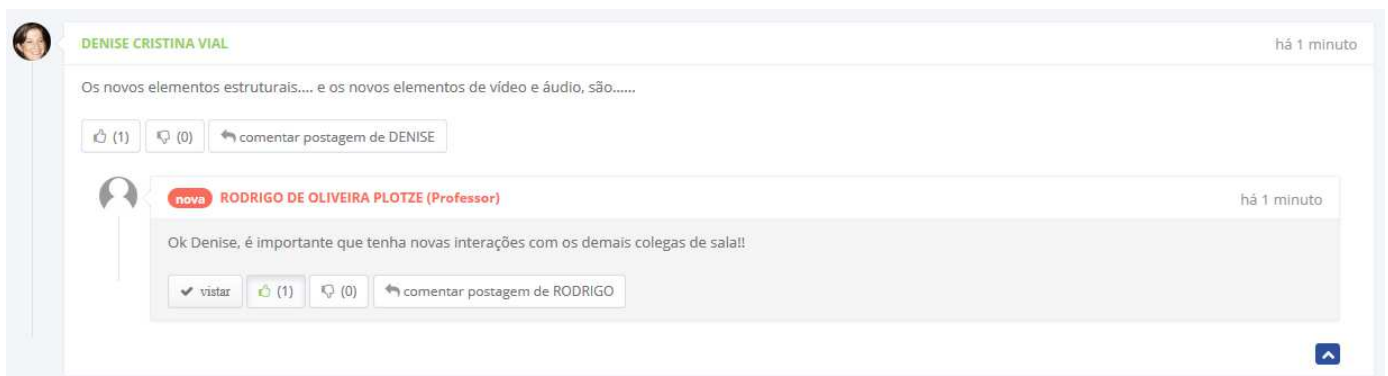 DENISE CRISTINA VIAL há 1 minuto
Os novos elementos estruturais.... e os novos elementos de vídeo e áudio, são......
(1) (0) comentar postagem de DENISE
nova RODRIGO DE OLIVEIRA PLOTZE (Professor) há 1 minuto
Ok Denise, é importante que tenha novas interações com os demais colegas de sala!!
vistar (1) (0) comentar postagem de RODRIGO